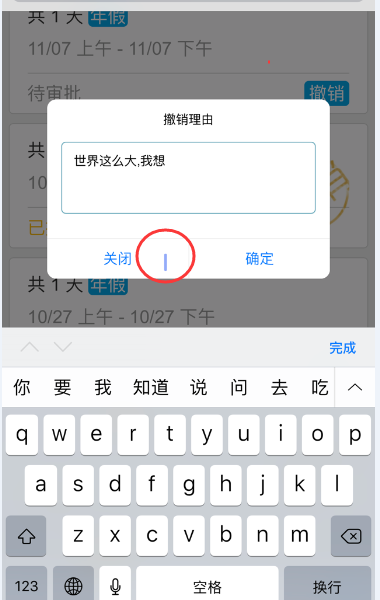 共 1 天 年假
11/07 上午 - 11/07 下午
待审批 撤销
撤销理由
共
世界这么大,我想
10
已
关闭 确定
共 1 天 年假
10/27 上午 - 10/27 下午
完成
你 要 我 知道 说 问 去 吃
q w e r t y u i o p
a s d f g h j k l
z x c v b n m
123 空格 换行